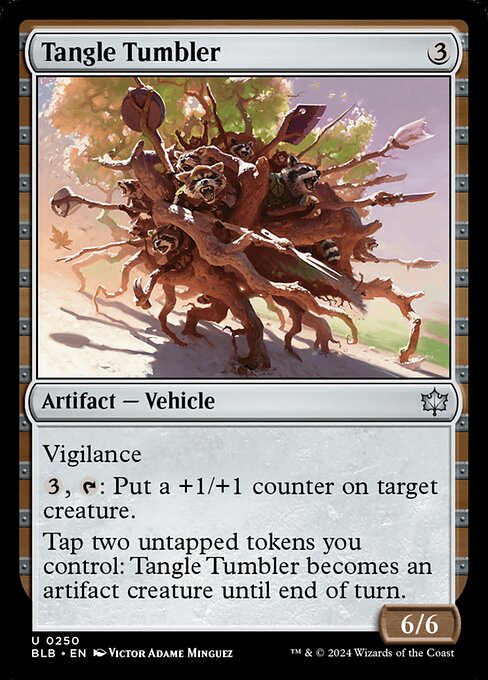 Tangle Tumbler 3
Artifact — Vehicle
Vigilance
3, : Put a +1/+1 counter on target
creature.
Tap two untapped tokens you
control: Tangle Tumbler becomes an
artifact creature until end of turn.
6/6
U 0250
BLB • EN Victor Adame Minguez
™ & © 2024 Wizards of the Coast